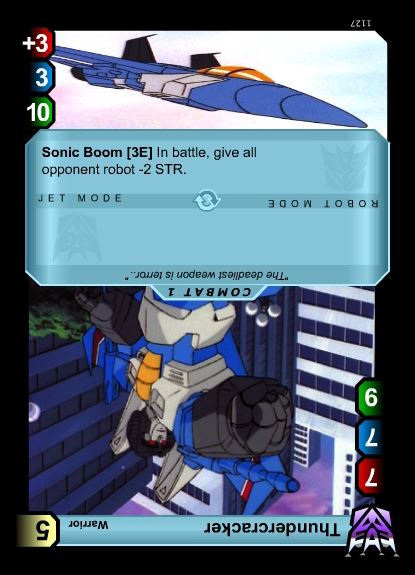 1127
+3
3
10
Sonic Boom [3E] In battle, give all
opponent robot -2 STR.
JET MODE
ROBOT MODE
"The deadliest weapon is terror..."
COMBAT 1
7
7
6
Thundercracker
Warrior
5